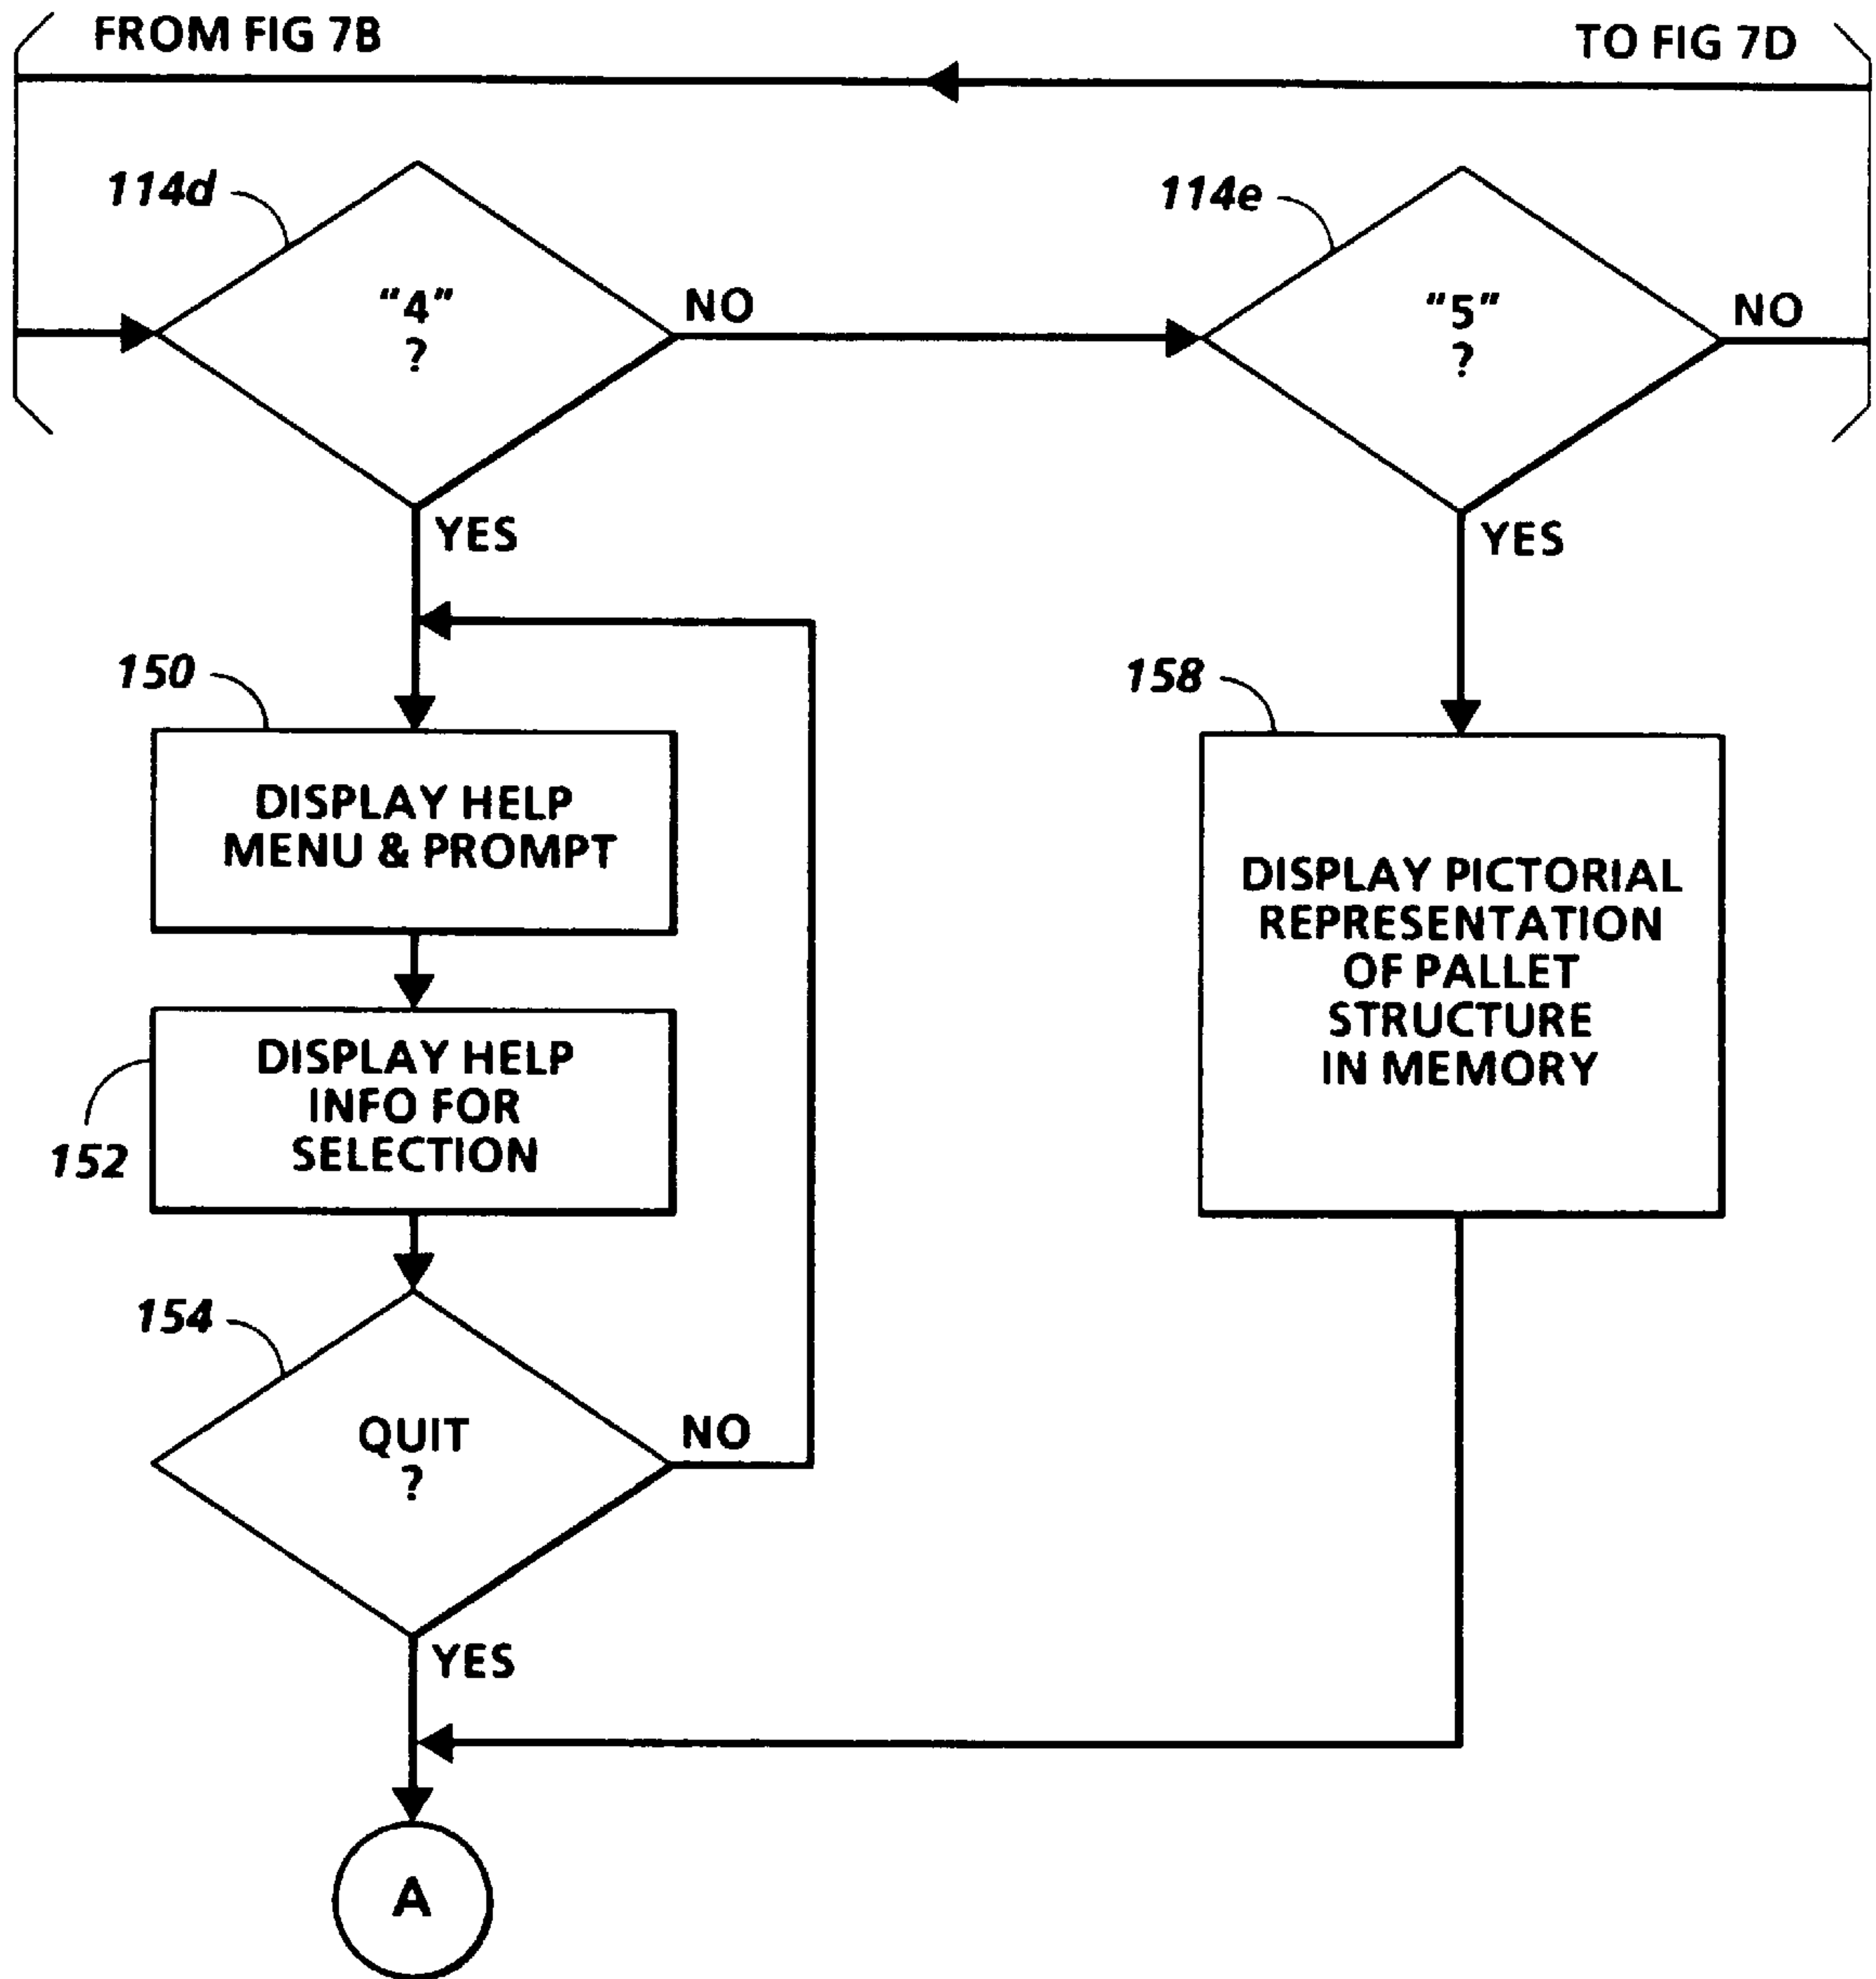 FROM FIG 7B
TO FIG 7D
114d
"4"
?
NO
YES
114e
"5"
?
NO
YES
150
DISPLAY HELP
MENU & PROMPT
152
DISPLAY HELP
INFO FOR
SELECTION
154
QUIT
?
NO
YES
158
DISPLAY PICTORIAL
REPRESENTATION
OF PALLET
STRUCTURE
IN MEMORY
A